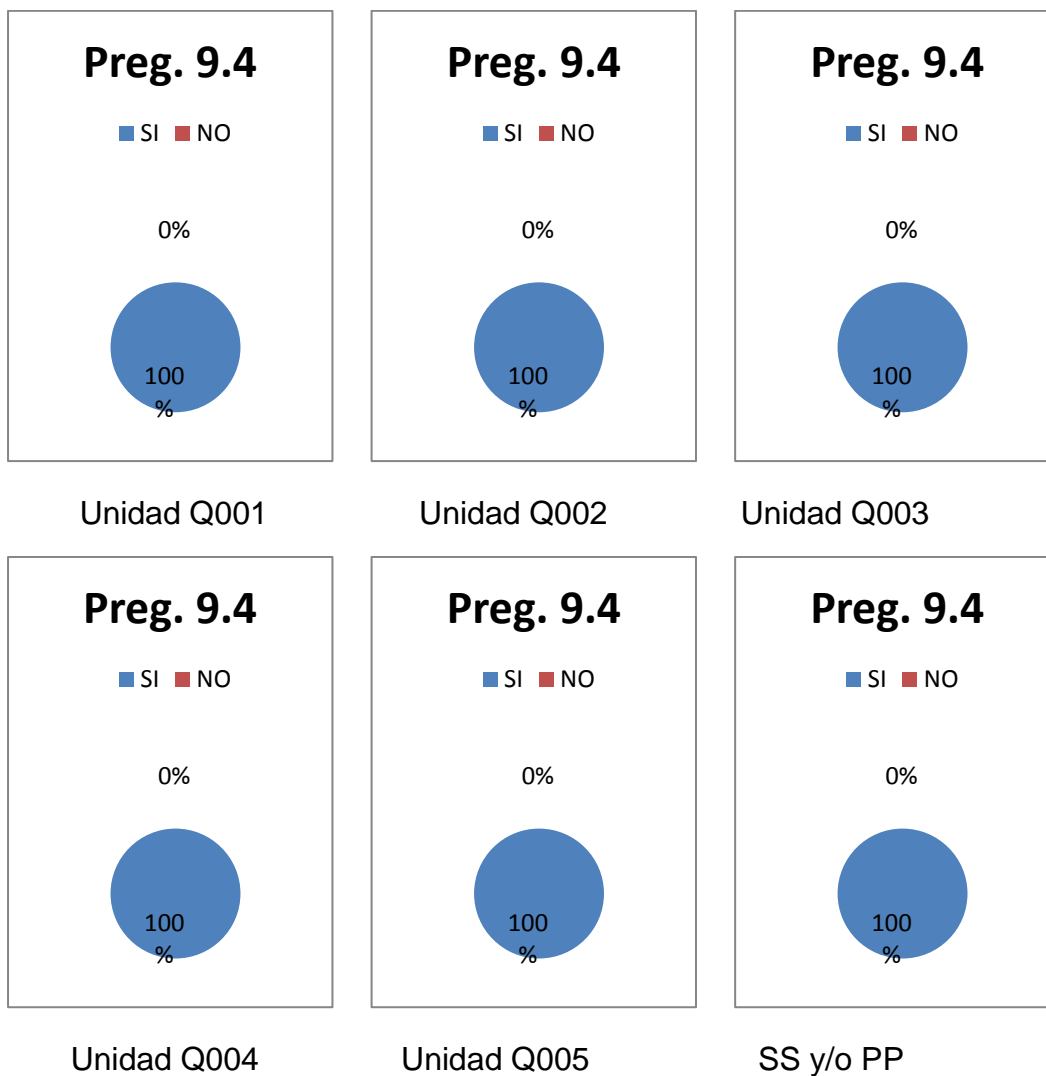 Preg. 9.4
SI NO
0%
100
%
Preg. 9.4
SI NO
0%
100
%
Preg. 9.4
SI NO
0%
100
%
Unidad Q001
Unidad Q002
Unidad Q003
Preg. 9.4
SI NO
0%
100
%
Preg. 9.4
SI NO
0%
100
%
Preg. 9.4
SI NO
0%
100
%
Unidad Q004
Unidad Q005
SS y/o PP